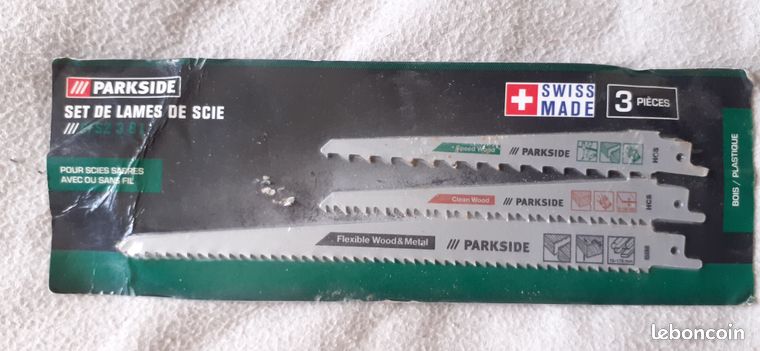 /// PARKSIDE
SET DE LAMES DE SCIE
POUR SCIES SABRES
AVEC OU SANS FIL
SWISS
MADE
3 PIÈCES
BOIS / PLASTIQUE
Speed Wood
/// PARKSIDE
HCS
Clean Wood
/// PARKSIDE
HCS
Flexible Wood & Metal
/// PARKSIDE
leboncoin